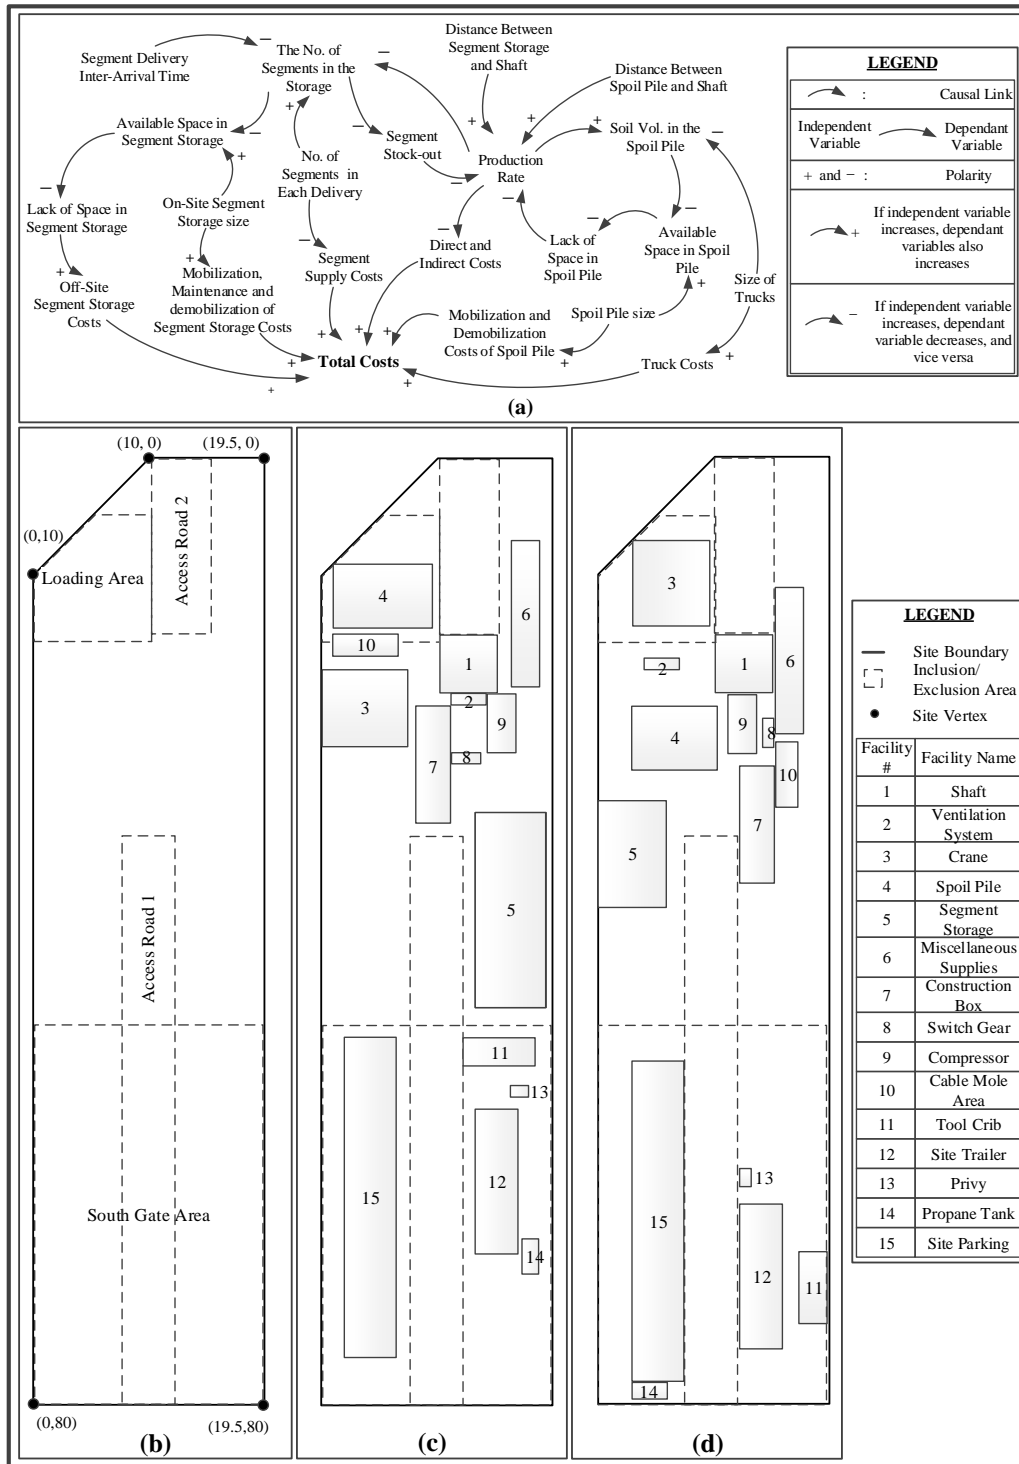 Segment Delivery
Inter-Arrival Time
−
The No. of
Segments in the
Storage
−
Distance Between
Segment Storage
and Shaft
Distance Between
Spoil Pile and Shaft
Available Space in
Segment Storage
−
+
+
No. of
Segments in
Each Delivery
−
Segment
Stock-out
−
+
+
Production
Rate
+
Soil Vol. in the
Spoil Pile
−
−
Lack of Space in
Segment Storage
+
Off-Site
Segment Storage
Costs
On-Site Segment
Storage size
+
Mobilization,
Maintenance and
demobilization of
Segment Storage Costs
−
Segment
Supply Costs
−
Direct and
Indirect Costs
−
Lack of
Space in
Spoil Pile
−
−
Available
Space in Spoil
Pile
+
Size of
Trucks
+
+
+
Mobilization and
Demobilization
Costs of Spoil Pile
Spoil Pile size
+
+
Total Costs
+
+
+
Truck Costs
+
(a)
LEGEND
:
Causal Link
Independent
Variable
Dependant
Variable
+ and − :
Polarity
+
If independent variable
increases, dependant
variables also
increases
−
If independent variable
increases, dependant
variable decreases, and
vice versa
(10, 0)
(19.5, 0)
(0,10)
Loading Area
Access Road 2
Access Road 1
South Gate Area
(0,80)
(19.5,80)
(b)
4
6
10
1
3
2
9
7
8
5
11
13
12
15
14
(c)
3
6
1
2
9
8
4
10
7
5
13
15
12
11
14
(d)
LEGEND
Site Boundary
Inclusion/
Exclusion Area
Site Vertex
Facility
#
Facility Name
1
Shaft
2
Ventilation
System
3
Crane
4
Spoil Pile
5
Segment
Storage
6
Miscellaneous
Supplies
7
Construction
Box
8
Switch Gear
9
Compressor
10
Cable Mole
Area
11
Tool Crib
12
Site Trailer
13
Privy
14
Propane Tank
15
Site Parking